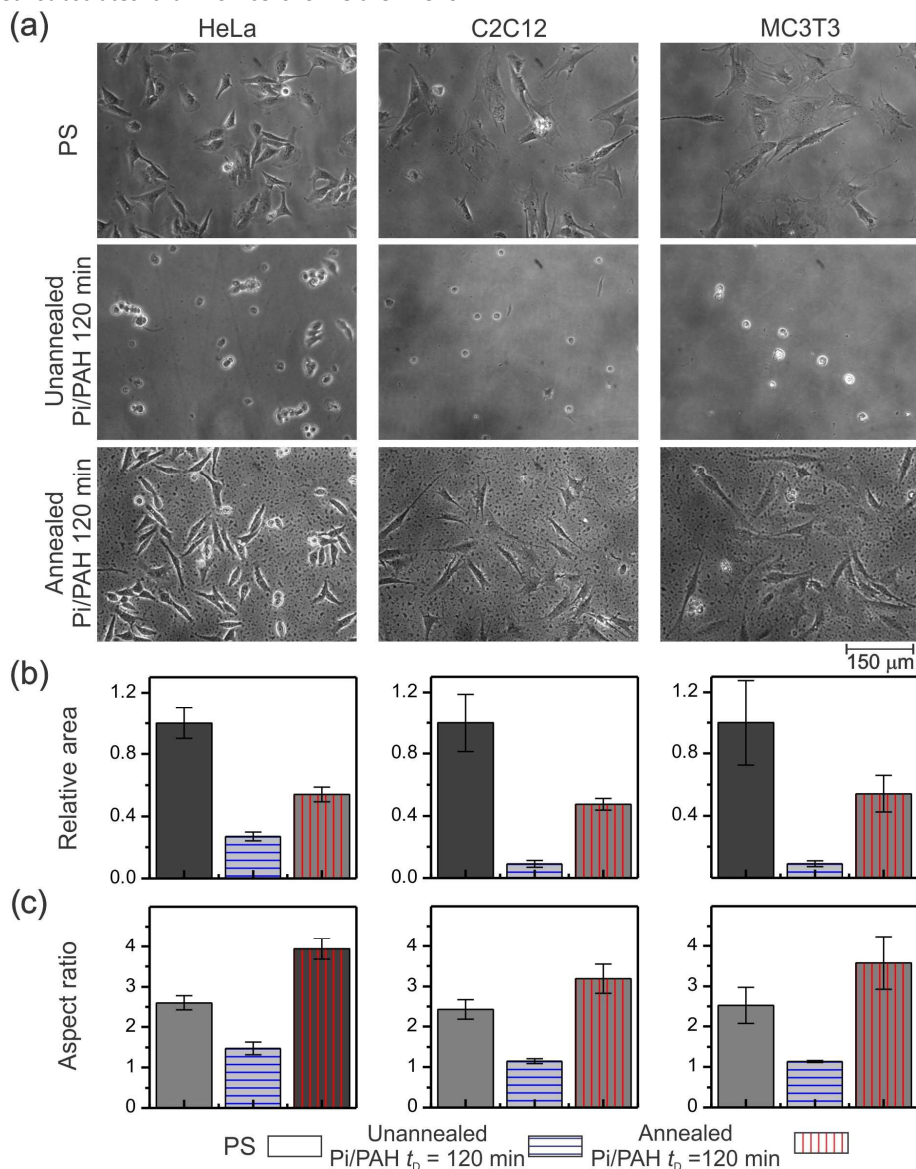 (a)
HeLa
C2C12
MC3T3
PS
Unannealed
Pi/PAH 120 min
Annealed
Pi/PAH 120 min
150 μm
(b)
Relative area
1.2
0.8
0.4
0.0
1.2
0.8
0.4
0.0
1.2
0.8
0.4
0.0
(c)
Aspect ratio
4
3
2
1
0
4
3
2
1
0
4
3
2
1
0
PS
Unannealed
Pi/PAH tD = 120 min
Annealed
Pi/PAH tD =120 min